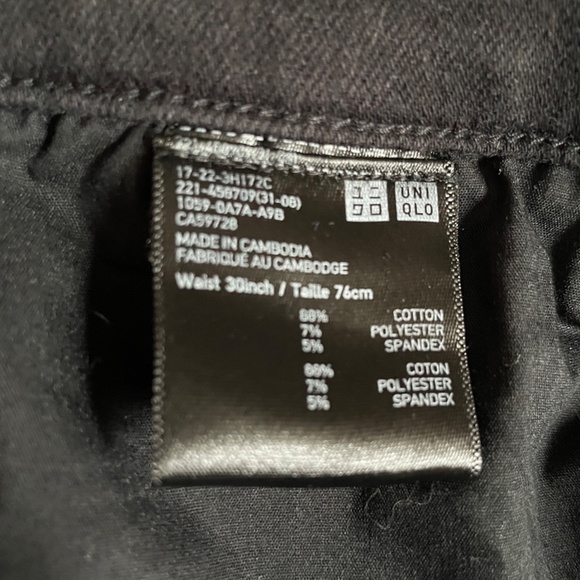 17-22-3H172C
221-458709(31-08)
1059-0A7A-A9B
CA59728
ユニ
クロ
UNI
QLO
MADE IN CAMBODIA
FABRIQUÉ AU CAMBODGE
Waist 30inch / Taille 76cm
88% COTTON
7% POLYESTER
5% SPANDEX
88% COTON
7% POLYESTER
5% SPANDEX